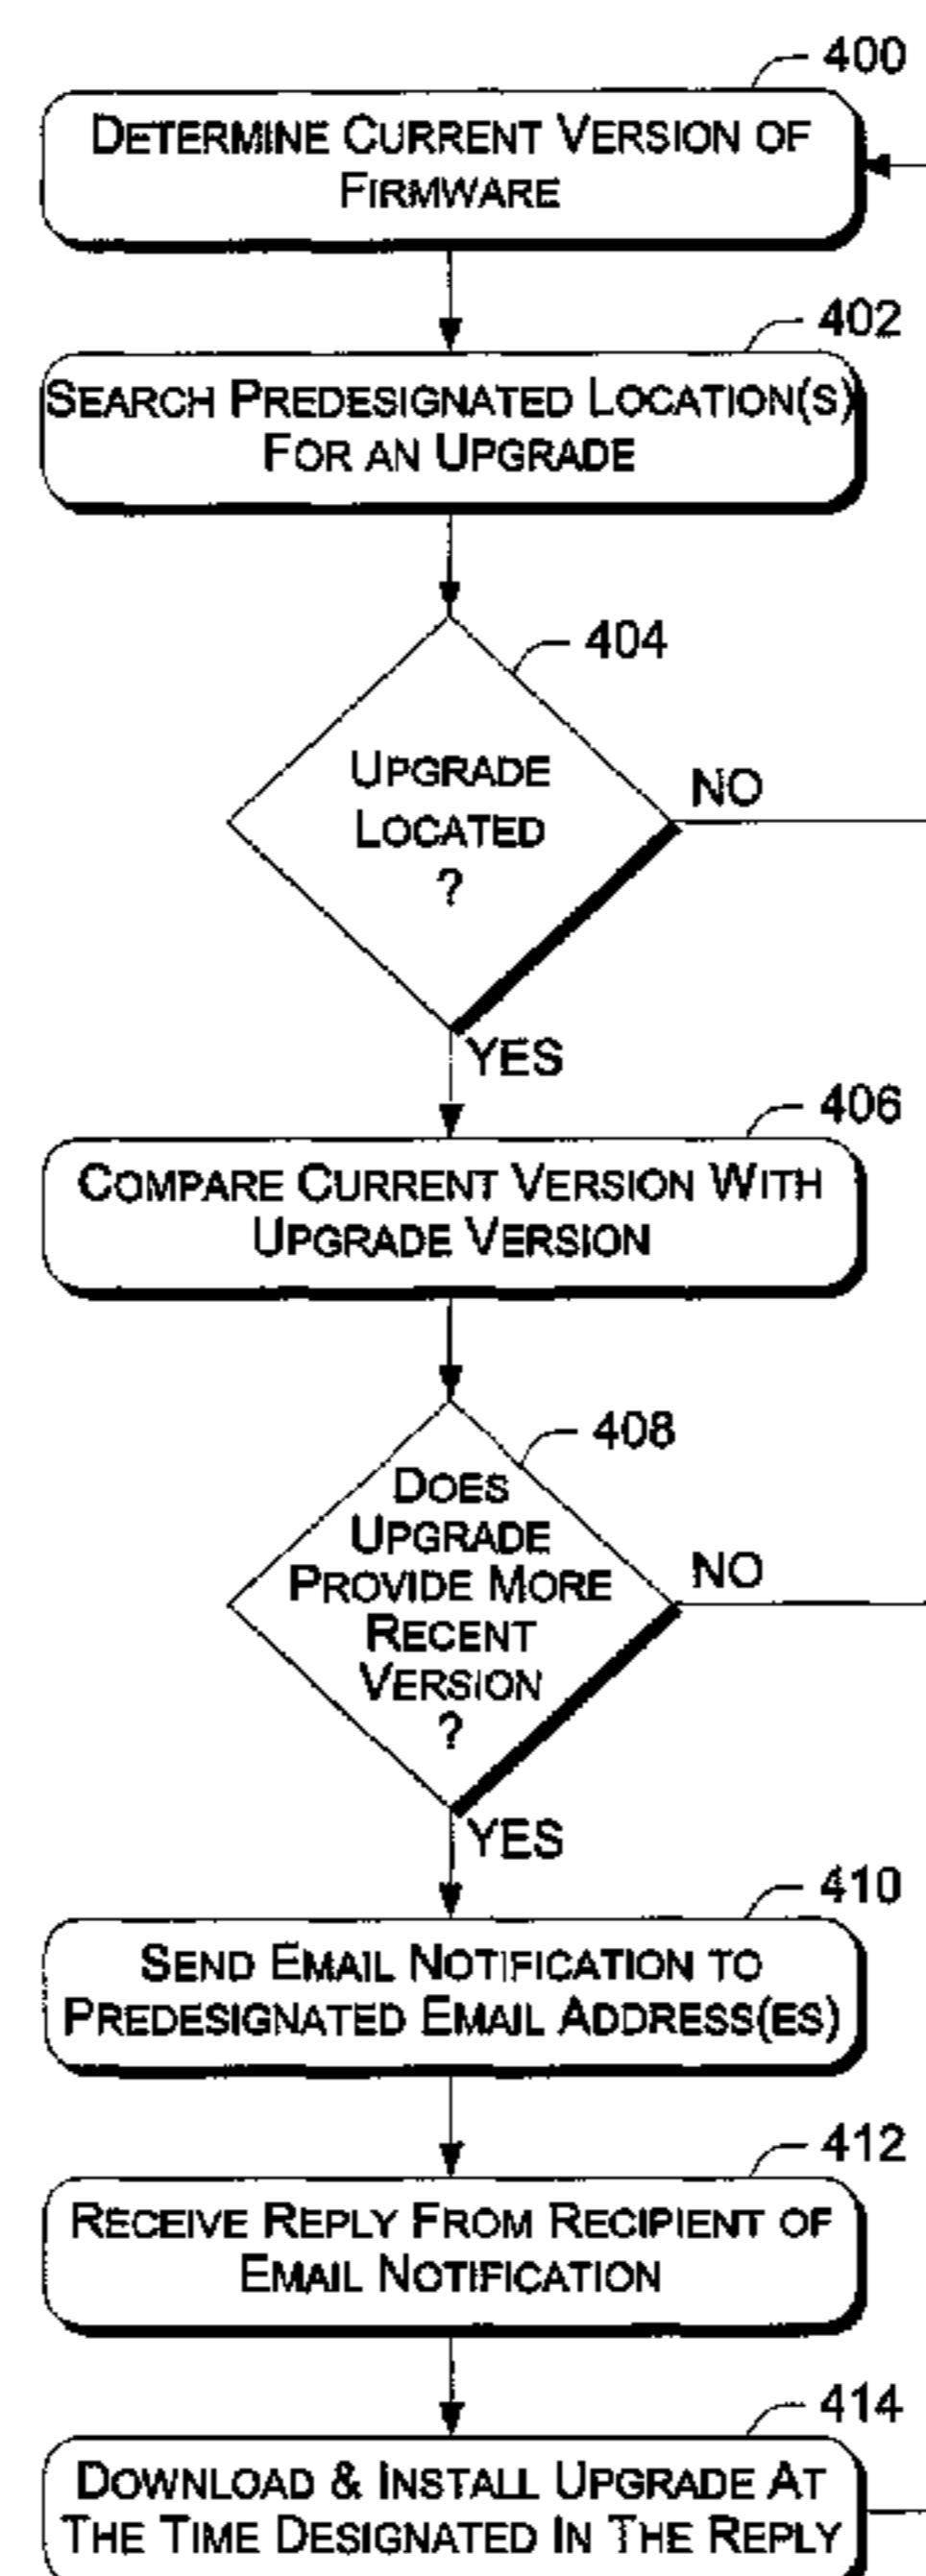 400
DETERMINE CURRENT VERSION OF
FIRMWARE
402
SEARCH PREDESIGNATED LOCATION(S)
FOR AN UPGRADE
404
UPGRADE
LOCATED
?
NO
YES
406
COMPARE CURRENT VERSION WITH
UPGRADE VERSION
408
DOES
UPGRADE
PROVIDE MORE
RECENT
VERSION
?
NO
YES
410
SEND EMAIL NOTIFICATION TO
PREDESIGNATED EMAIL ADDRESS(ES)
412
RECEIVE REPLY FROM RECIPIENT OF
EMAIL NOTIFICATION
414
DOWNLOAD & INSTALL UPGRADE AT
THE TIME DESIGNATED IN THE REPLY